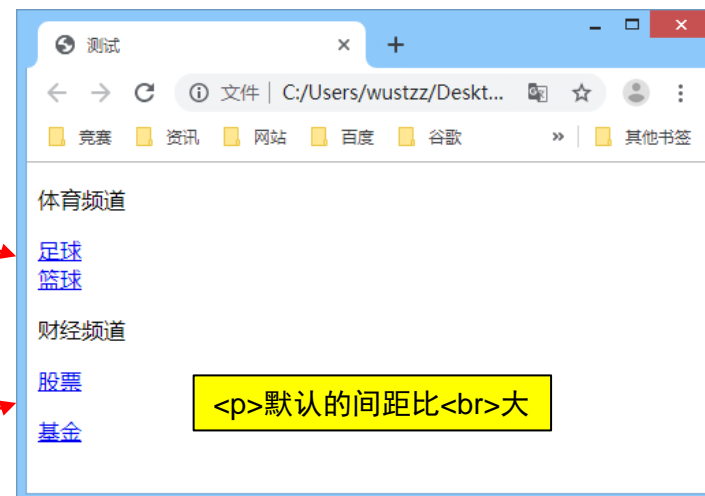 测试
文件 | C:/Users/wustzz/Deskt...
竞赛 资讯 网站 百度 谷歌 » 其他书签
体育频道
足球
篮球
财经频道
股票
<p>默认的间距比<br>大
基金